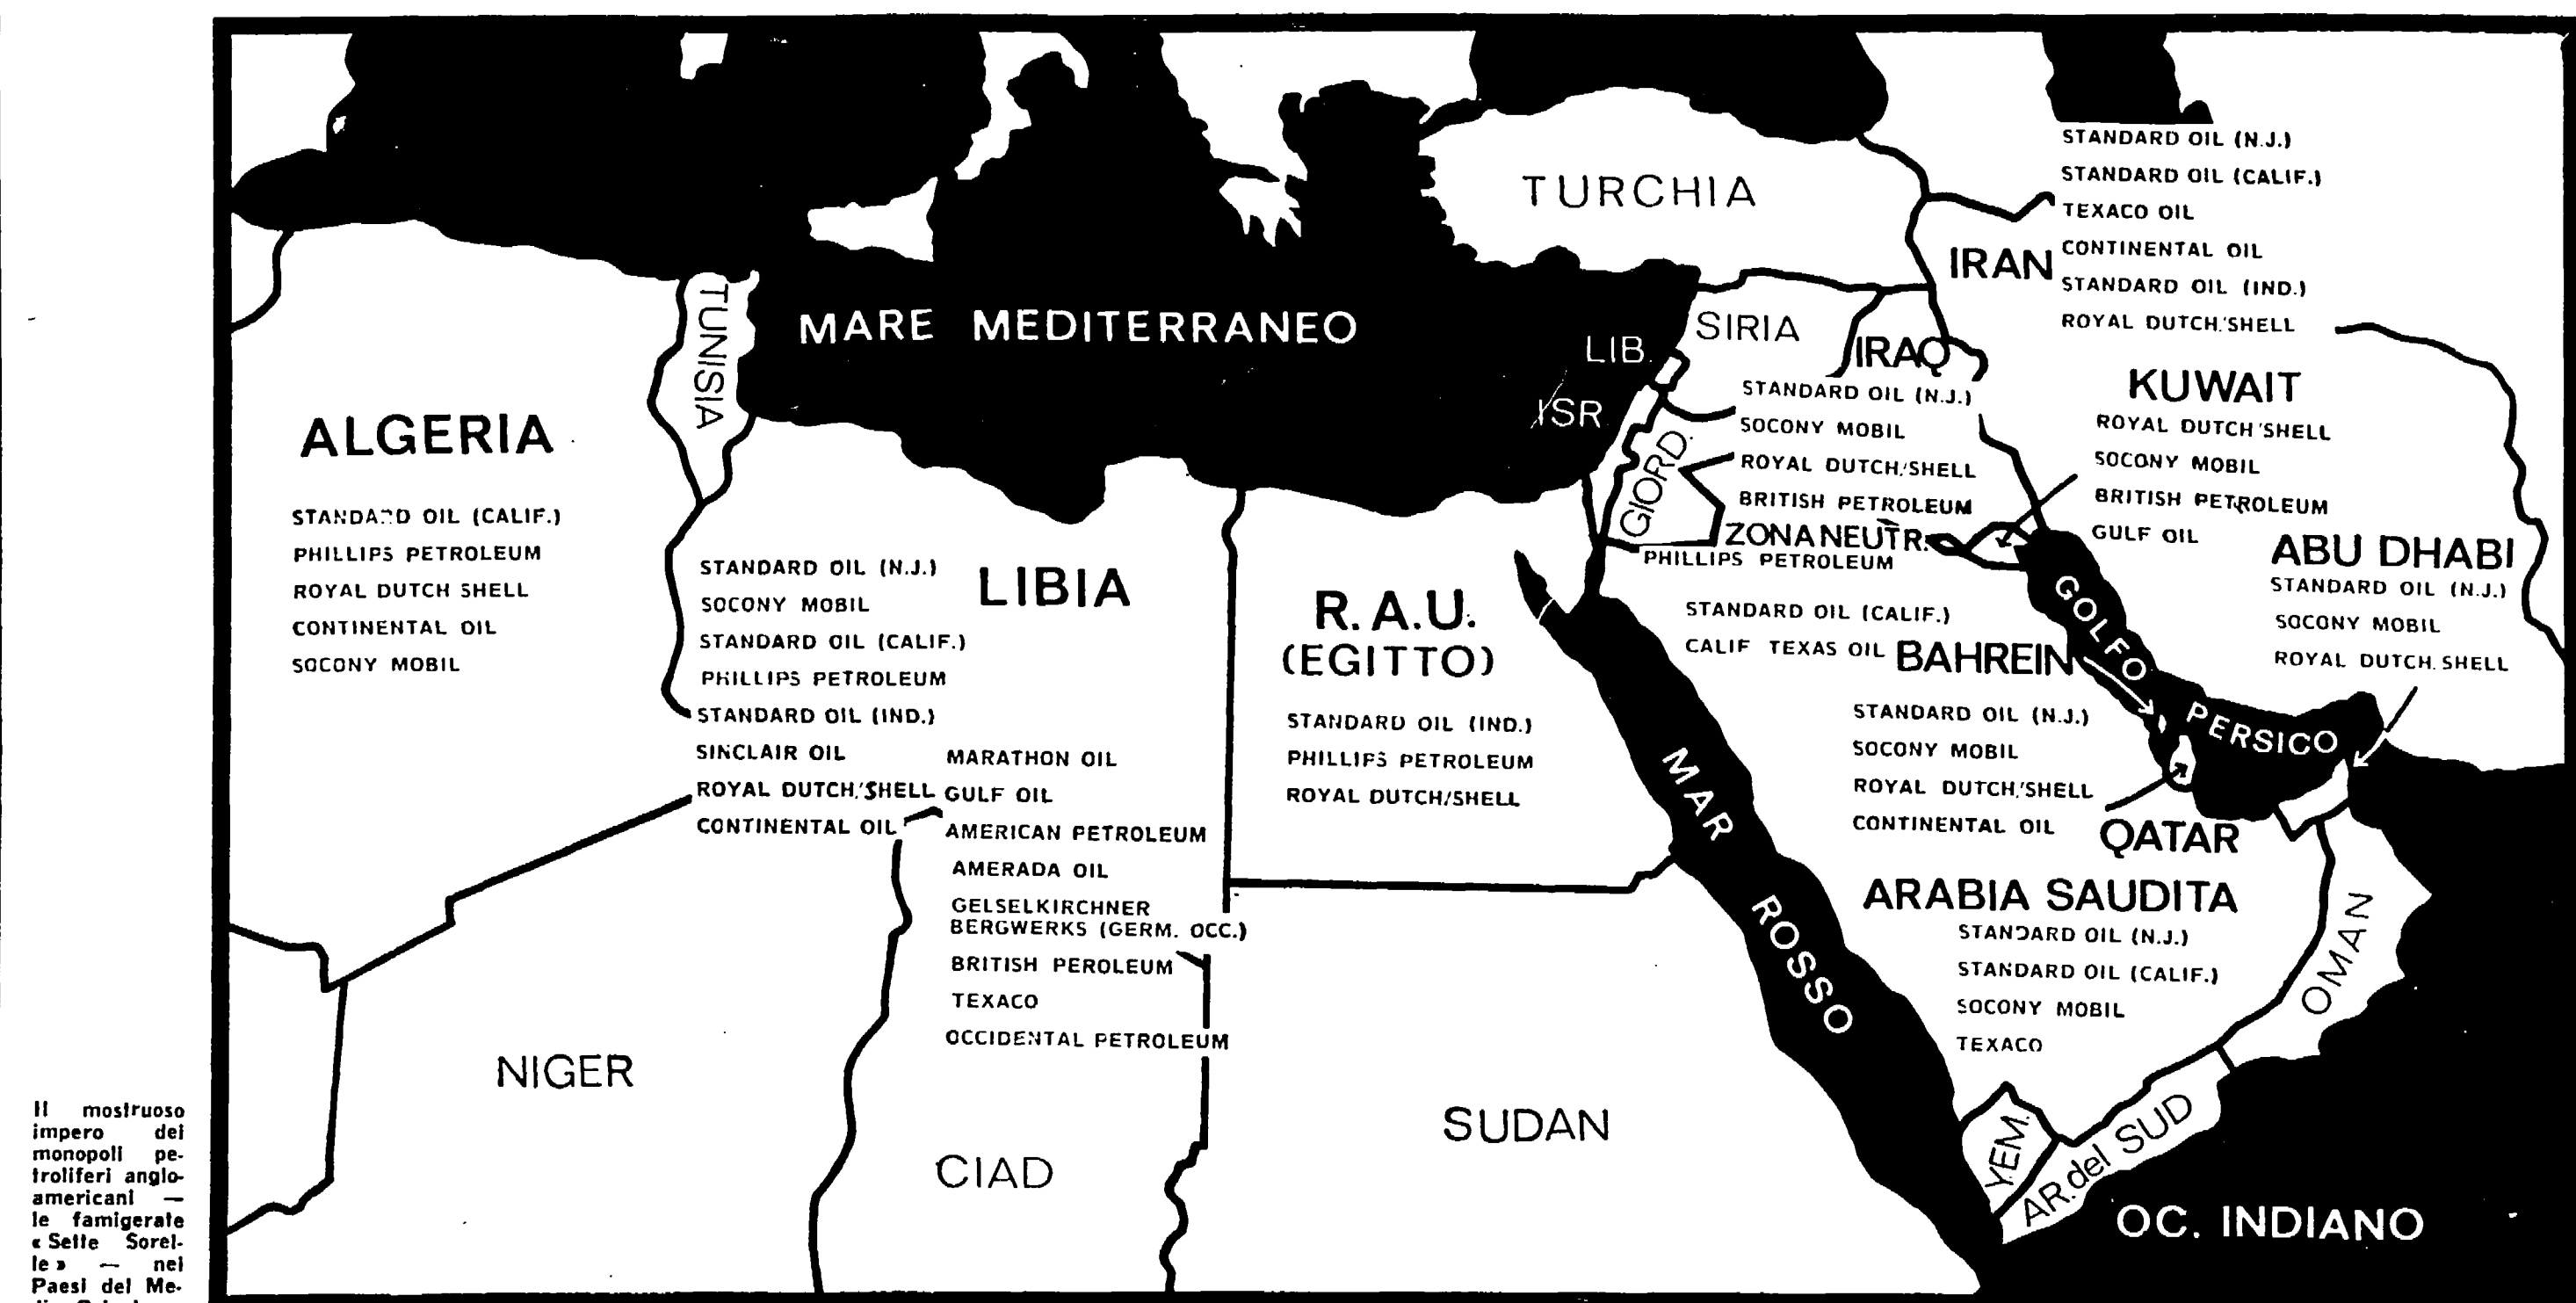 TURCHIA
STANDARD OIL (N.J.)
STANDARD OIL (CALIF.)
TEXACO OIL
IRAN
CONTINENTAL OIL
STANDARD OIL (IND.)
ROYAL DUTCH/SHELL
TUNISIA
MARE MEDITERRANEO
LIB.
ISR.
SIRIA
IRAQ
STANDARD OIL (N.J.)
SOCONY MOBIL
ROYAL DUTCH/SHELL
BRITISH PETROLEUM
GIORD.
ZONA NEUTR.
PHILLIPS PETROLEUM
KUWAIT
ROYAL DUTCH SHELL
SOCONY MOBIL
BRITISH PETROLEUM
GULF OIL
ABU DHABI
STANDARD OIL (N.J.)
SOCONY MOBIL
ROYAL DUTCH SHELL
ALGERIA
STANDARD OIL (CALIF.)
PHILLIPS PETROLEUM
ROYAL DUTCH SHELL
CONTINENTAL OIL
SOCONY MOBIL
LIBIA
STANDARD OIL (N.J.)
SOCONY MOBIL
STANDARD OIL (CALIF.)
PHILLIPS PETROLEUM
STANDARD OIL (IND.)
SINCLAIR OIL
ROYAL DUTCH/SHELL
CONTINENTAL OIL
MARATHON OIL
GULF OIL
AMERICAN PETROLEUM
AMERADA OIL
GELSELKIRCHNER
BERGWERKS (GERM. OCC.)
BRITISH PEROLEUM
TEXACO
OCCIDENTAL PETROLEUM
R.A.U.
(EGITTO)
STANDARD OIL (IND.)
PHILLIPS PETROLEUM
ROYAL DUTCH/SHELL
STANDARD OIL (CALIF.)
CALIF TEXAS OIL
BAHREIN
GOLFO PERSICO
STANDARD OIL (N.J.)
SOCONY MOBIL
ROYAL DUTCH/SHELL
CONTINENTAL OIL
QATAR
MAR ROSSO
ARABIA SAUDITA
STANDARD OIL (N.J.)
STANDARD OIL (CALIF.)
SOCONY MOBIL
TEXACO
OMAN
NIGER
CIAD
SUDAN
YEM.
AR. del SUD
OC. INDIANO
Il mostruoso
impero dei
monopoli pe-
troliferi anglo-
americani —
le famigerate
« Sette Sorel-
le » — nei
Paesi del Me-